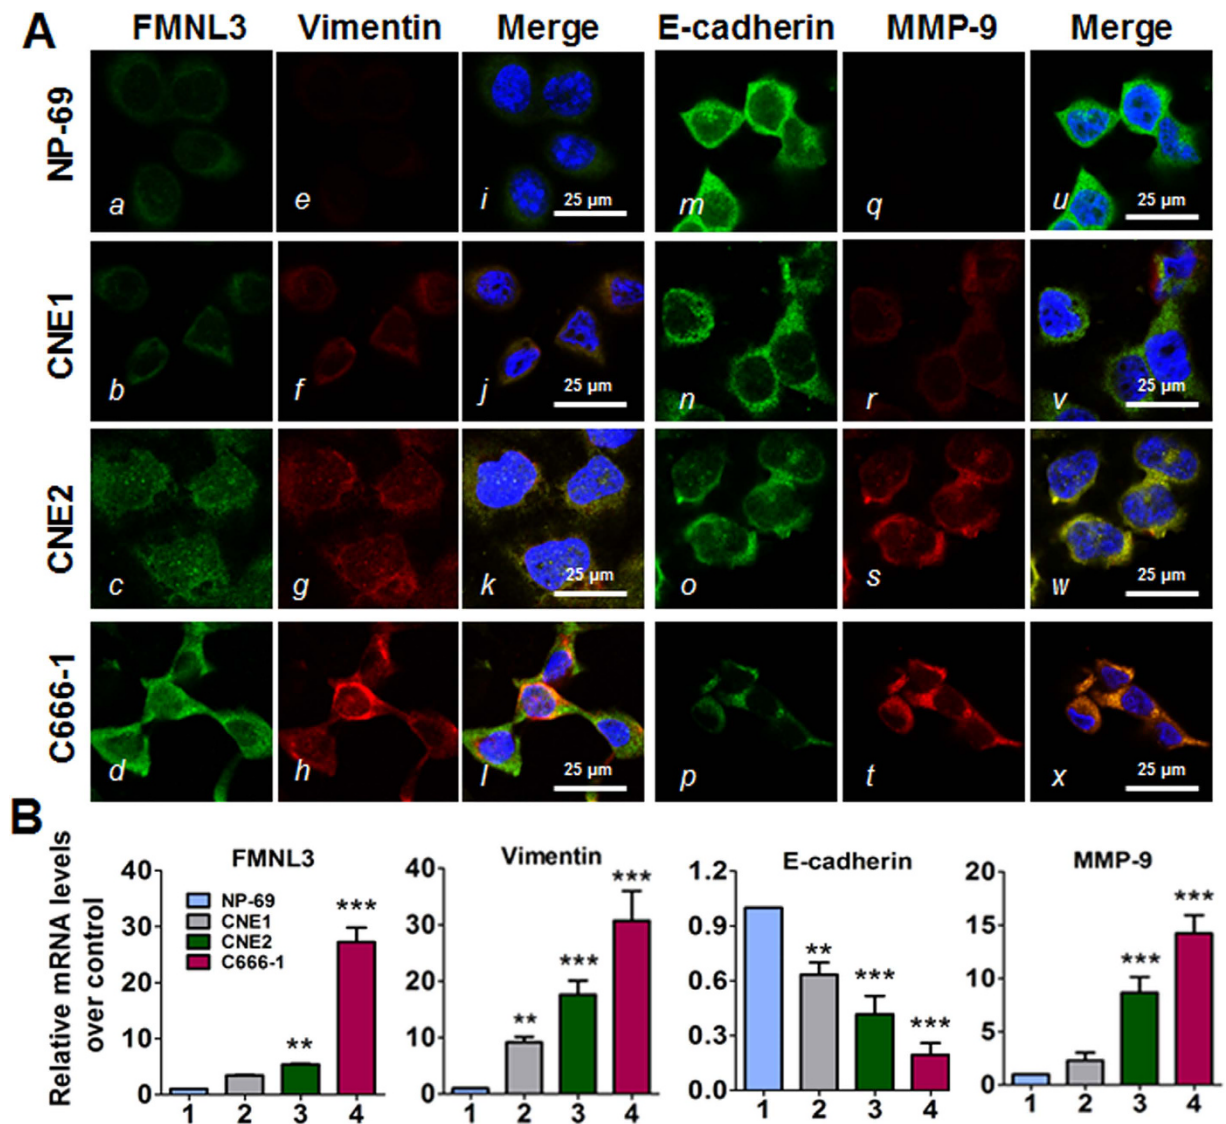 A
FMNL3 Vimentin Merge E-cadherin MMP-9 Merge
NP-69
a e i 25 µm m q u 25 µm
CNE1
b f j 25 µm n r v 25 µm
CNE2
c g k 25 µm o s w 25 µm
C666-1
d h l 25 µm p t x 25 µm
B
Relative mRNA levels
over control
FMNL3
40
30
20
10
0
NP-69
CNE1
CNE2
C666-1
**
***
1 2 3 4
Vimentin
40
30
20
10
0
**
***
***
1 2 3 4
E-cadherin
1.2
0.9
0.6
0.3
0.0
**
***
***
1 2 3 4
MMP-9
20
15
10
5
0
***
***
1 2 3 4